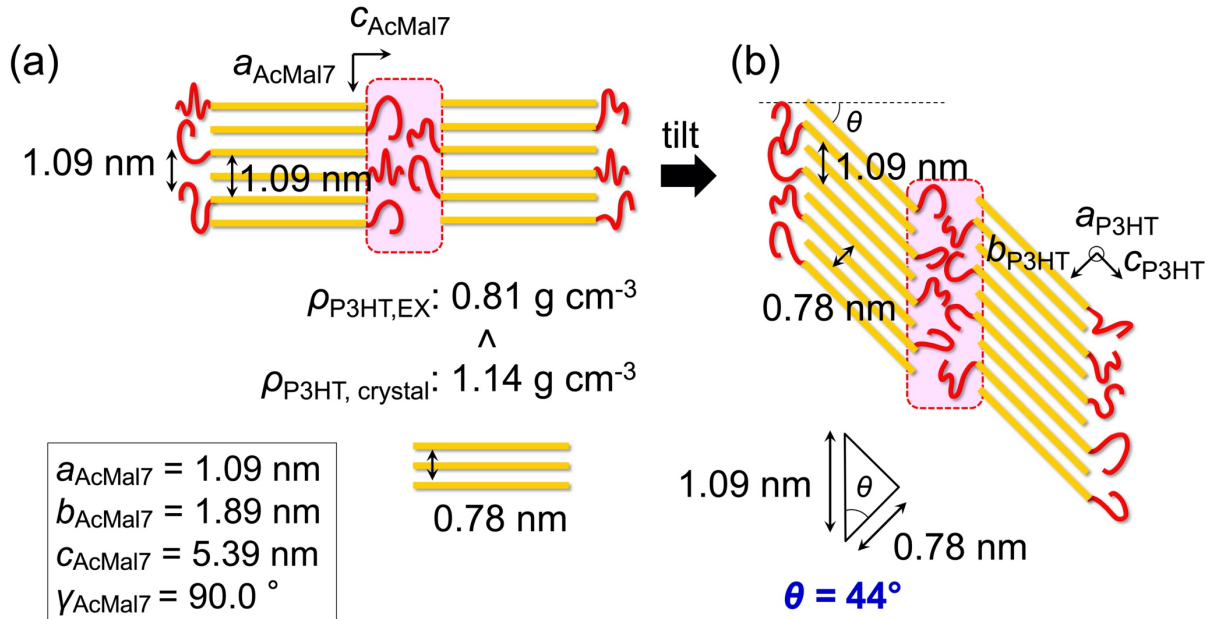 (a)
c AcMal7
a AcMal7
1.09 nm
1.09 nm
ρP3HT,EX: 0.81 g cm-3
^
ρP3HT, crystal: 1.14 g cm-3
aAcMal7 = 1.09 nm
bAcMal7 = 1.89 nm
cAcMal7 = 5.39 nm
γAcMal7 = 90.0 °
0.78 nm
tilt
(b)
θ
1.09 nm
0.78 nm
aP3HT
bP3HT
cP3HT
1.09 nm
θ
0.78 nm
θ = 44°